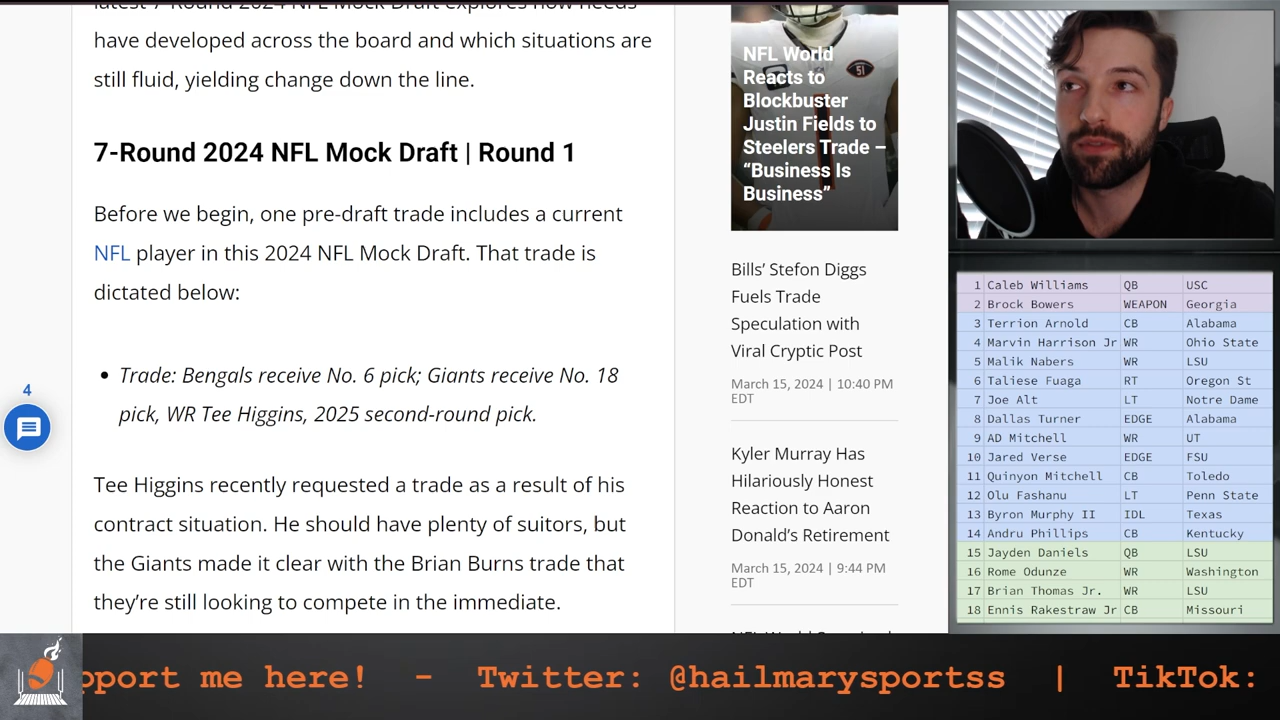 latest 7-Round 2024 NFL Mock Draft explores how needs
have developed across the board and which situations are
still fluid, yielding change down the line.
7-Round 2024 NFL Mock Draft | Round 1
Before we begin, one pre-draft trade includes a current
NFL player in this 2024 NFL Mock Draft. That trade is
dictated below:
• Trade: Bengals receive No. 6 pick; Giants receive No. 18
pick, WR Tee Higgins, 2025 second-round pick.
4
Tee Higgins recently requested a trade as a result of his
contract situation. He should have plenty of suitors, but
the Giants made it clear with the Brian Burns trade that
they're still looking to compete in the immediate.
51
NFL World
Reacts to
Blockbuster
Justin Fields to
Steelers Trade –
“Business Is
Business”
Bills’ Stefon Diggs
Fuels Trade
Speculation with
Viral Cryptic Post
March 15, 2024 | 10:40 PM
EDT
Kyler Murray Has
Hilariously Honest
Reaction to Aaron
Donald’s Retirement
March 15, 2024 | 9:44 PM
EDT
1 Caleb Williams QB USC
2 Brock Bowers WEAPON Georgia
3 Terrion Arnold CB Alabama
4 Marvin Harrison Jr WR Ohio State
5 Malik Nabers WR LSU
6 Taliese Fuaga RT Oregon St
7 Joe Alt LT Notre Dame
8 Dallas Turner EDGE Alabama
9 AD Mitchell WR UT
10 Jared Verse EDGE FSU
11 Quinyon Mitchell CB Toledo
12 Olu Fashanu LT Penn State
13 Byron Murphy II IDL Texas
14 Andru Phillips CB Kentucky
15 Jayden Daniels QB LSU
16 Rome Odunze WR Washington
17 Brian Thomas Jr. WR LSU
18 Ennis Rakestraw Jr CB Missouri
pport me here! - Twitter: @hailmarysportss | TikTok: